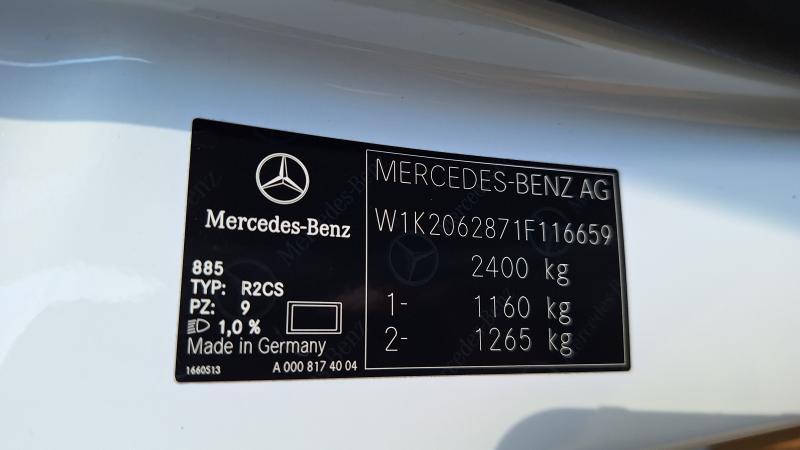 Mercedes-Benz
885
TYP: R2CS
PZ: 9
1,0 %
Made in Germany
1660S13
A 000 817 40 04
MERCEDES-BENZ AG
W1K2062871F116659
2400 kg
1- 1160 kg
2- 1265 kg